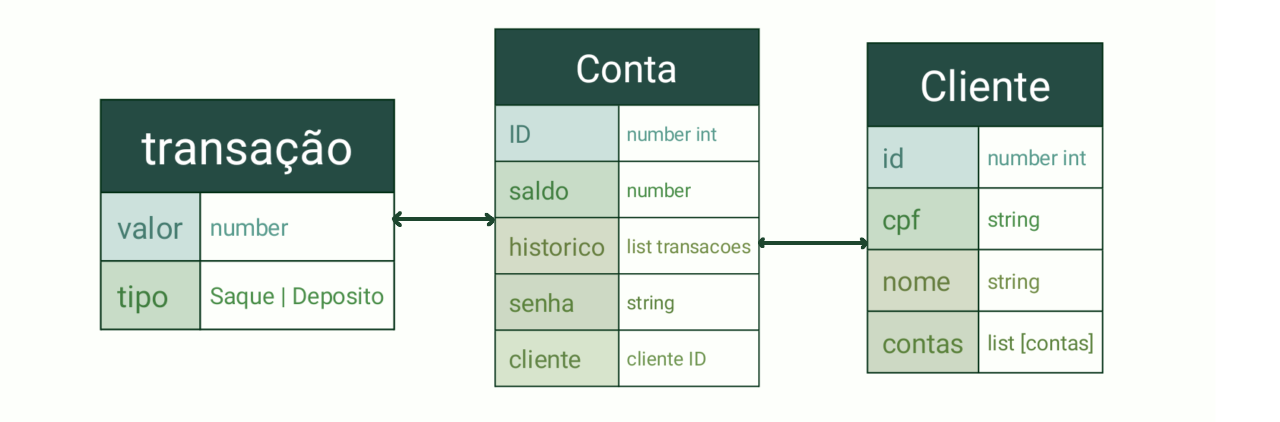 transação
valor number
tipo Saque | Deposito
Conta
ID number int
saldo number
historico list transacoes
senha string
cliente cliente ID
Cliente
id number int
cpf string
nome string
contas list [contas]